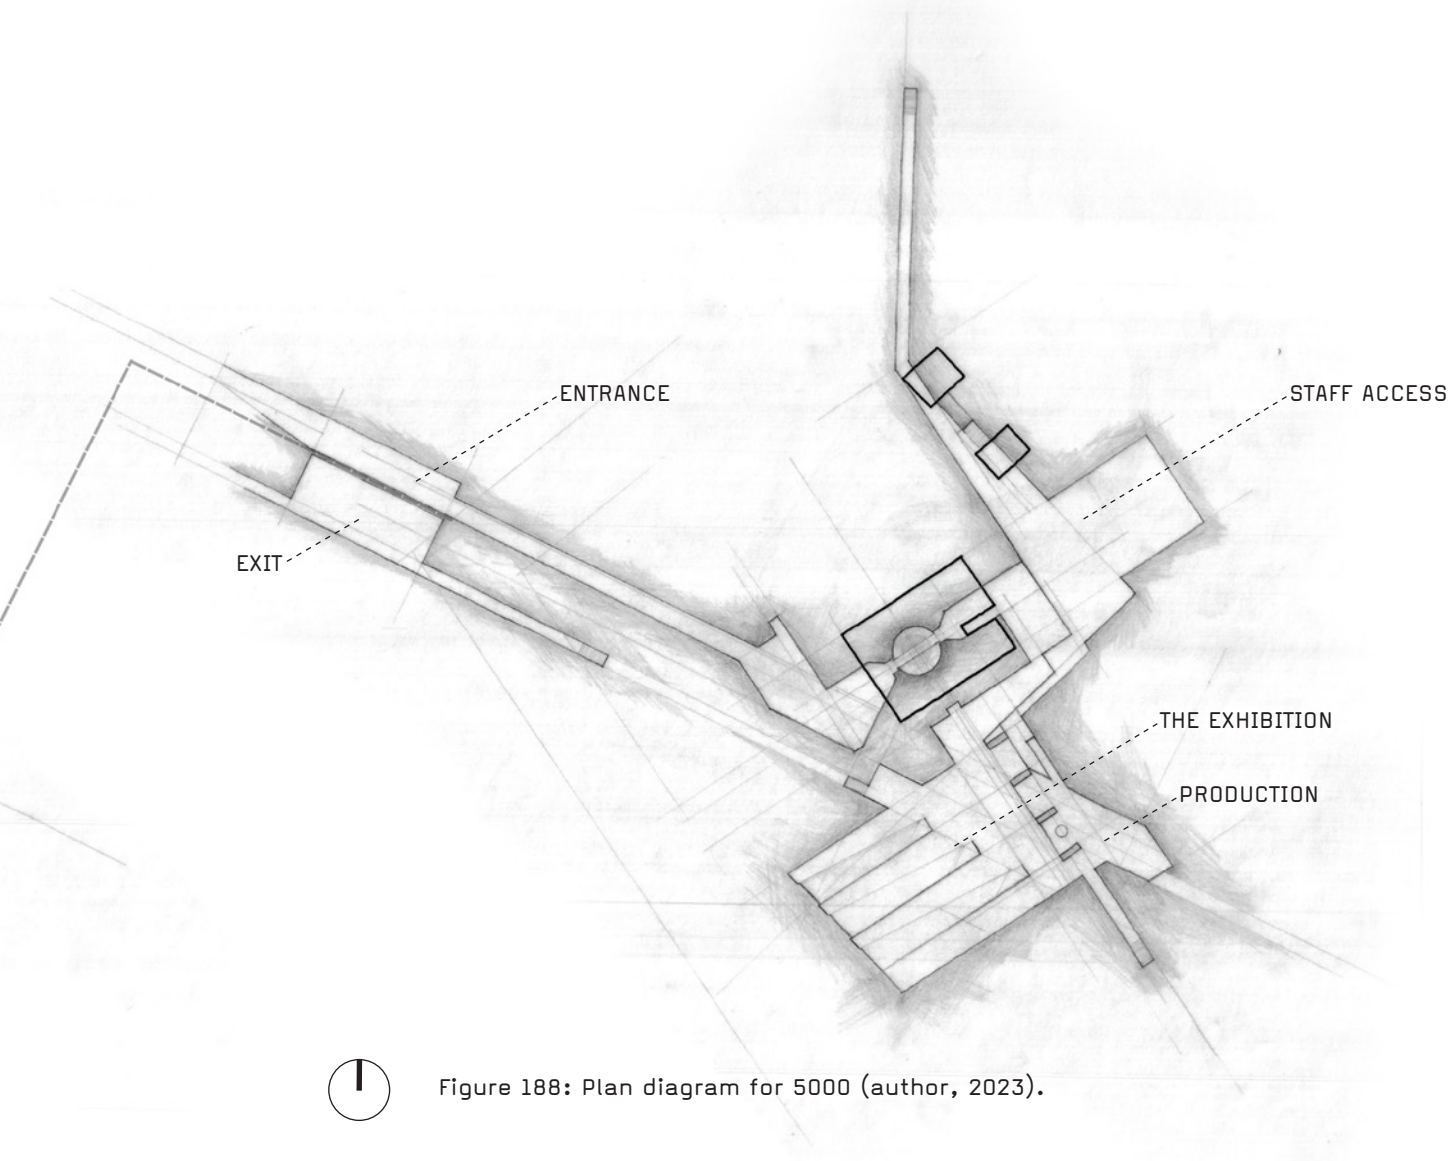 ENTRANCE
STAFF ACCESS
EXIT
THE EXHIBITION
PRODUCTION
Figure 188: Plan diagram for 5000 (author, 2023).